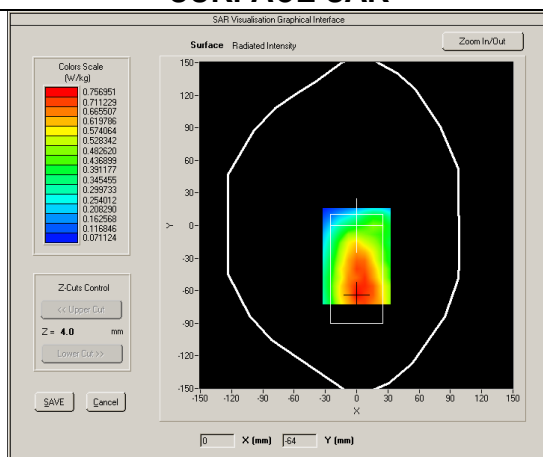 SURFACE SAR
SAR Visualisation Graphical Interface
Surface Radiated Intensity
Zoom In/Out
Colors Scale
(W/kg)
0.756951
0.711229
0.665507
0.619786
0.574064
0.528342
0.482620
0.436899
0.391177
0.345455
0.299733
0.254012
0.208290
0.162568
0.116846
0.071124
Z-Cuts Control
<< Upper Cut
Z = 4.0 mm
Lower Cut >>
SAVE Cancel
150
120
90
60
30
0
-30
-60
-90
-120
-150
Y
-150 -120 -90 -60 -30 0 30 60 90 120 150
X
0 X (mm) -64 Y (mm)